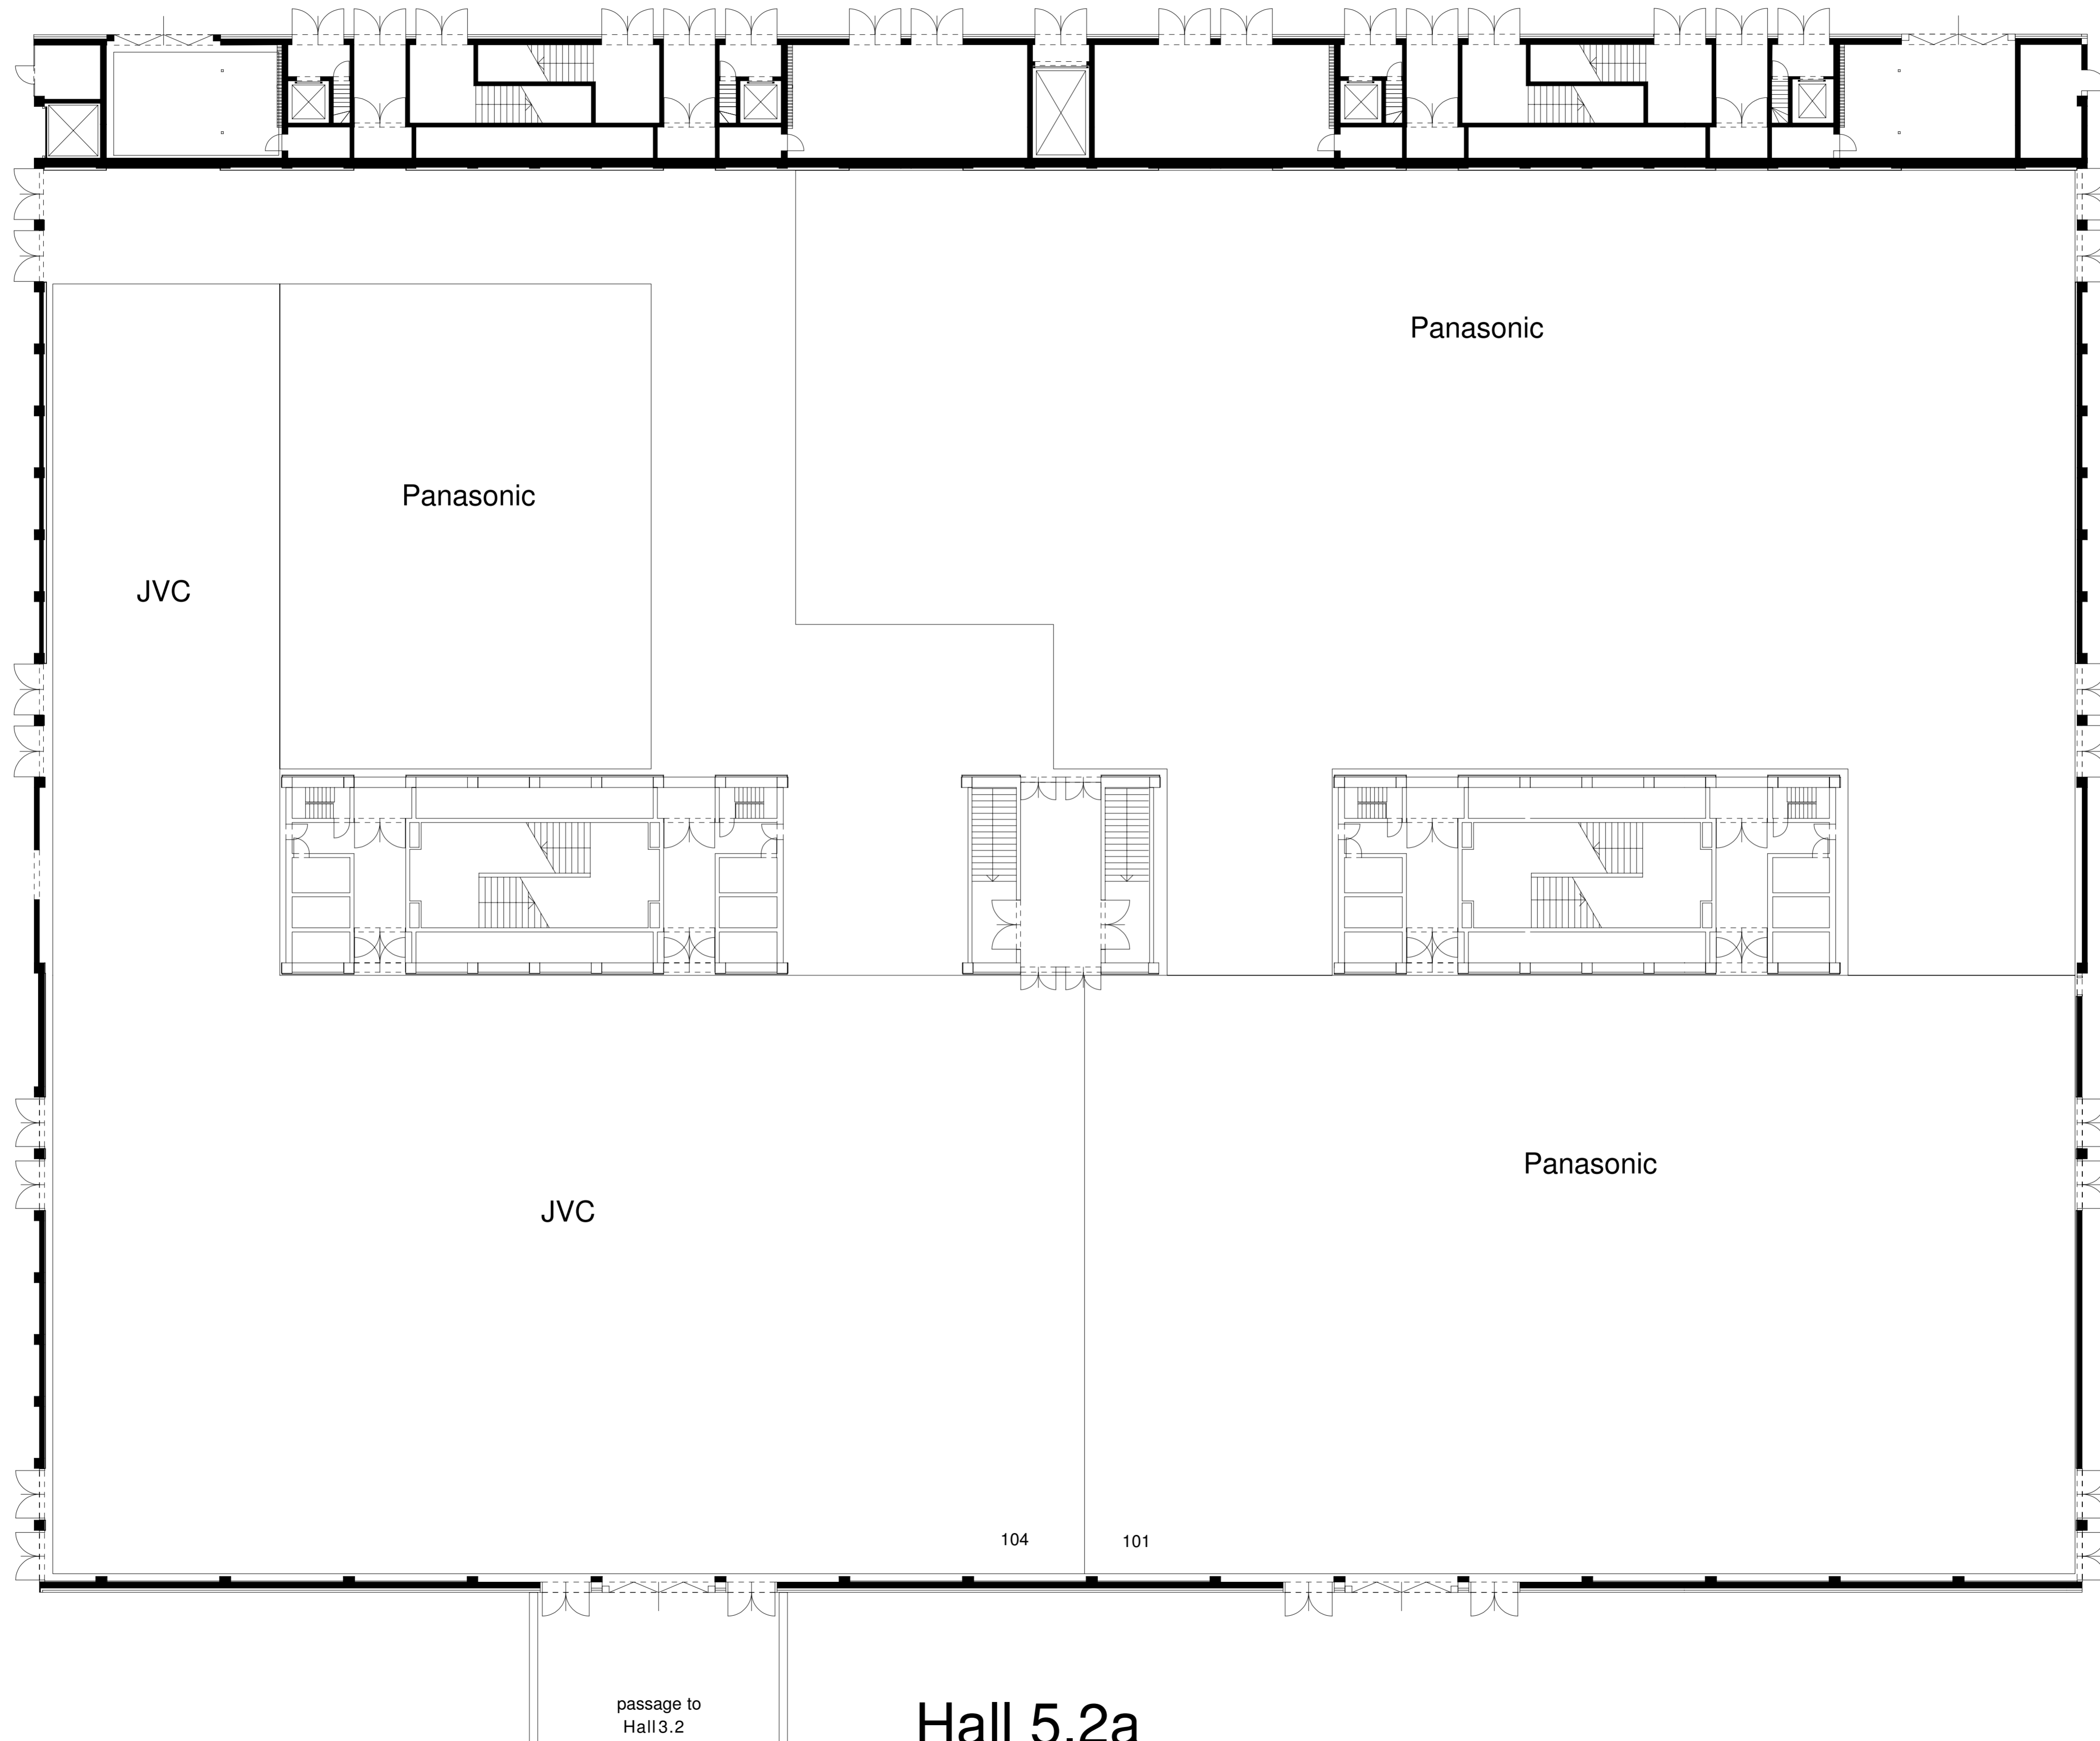 Panasonic
Panasonic
JVC
Panasonic
JVC
104
101
passage to
Hall 3.2
Hall 5.2a